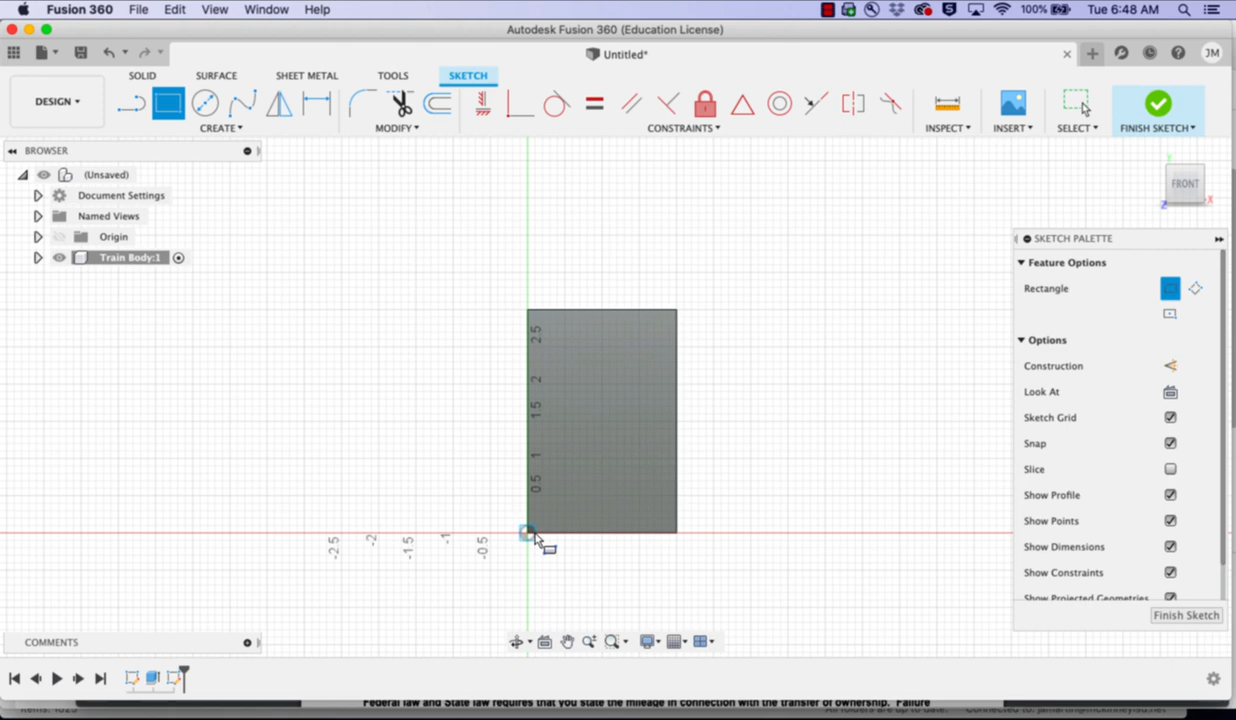 Fusion 360 File Edit View Window Help 100% Tue 6:48 AM
Autodesk Fusion 360 (Education License)
Untitled* JM
SOLID SURFACE SHEET METAL TOOLS SKETCH
DESIGN
CREATE MODIFY CONSTRAINTS INSPECT INSERT SELECT FINISH SKETCH
BROWSER
(Unsaved)
Document Settings
Named Views
Origin
Train Body:1
Y
FRONT
Z X
SKETCH PALETTE
Feature Options
Rectangle
Options
Construction
Look At
Sketch Grid
Snap
Slice
Show Profile
Show Points
Show Dimensions
Show Constraints
Show Projected Geometries
Finish Sketch
2.5
2
1.5
1
0.5
-2.5 -2 -1.5 -1 -0.5
COMMENTS
Federal law and State law requires that you state the mileage in connection with the transfer of ownership. Failure